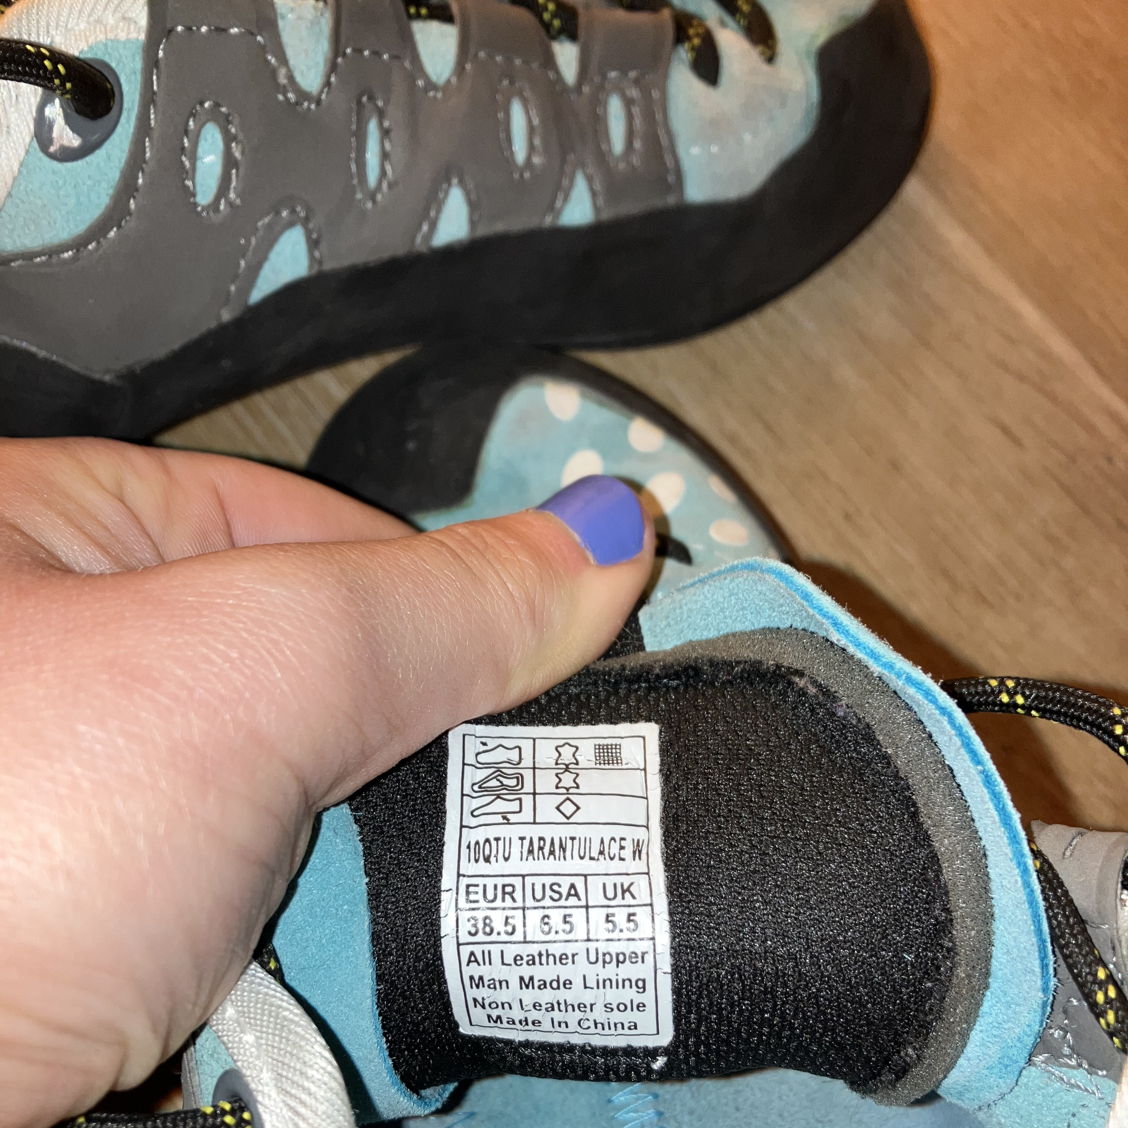 10QTU TARANTULACE W
EUR USA UK
38.5 6.5 5.5
All Leather Upper
Man Made Lining
Non Leather sole
Made In China